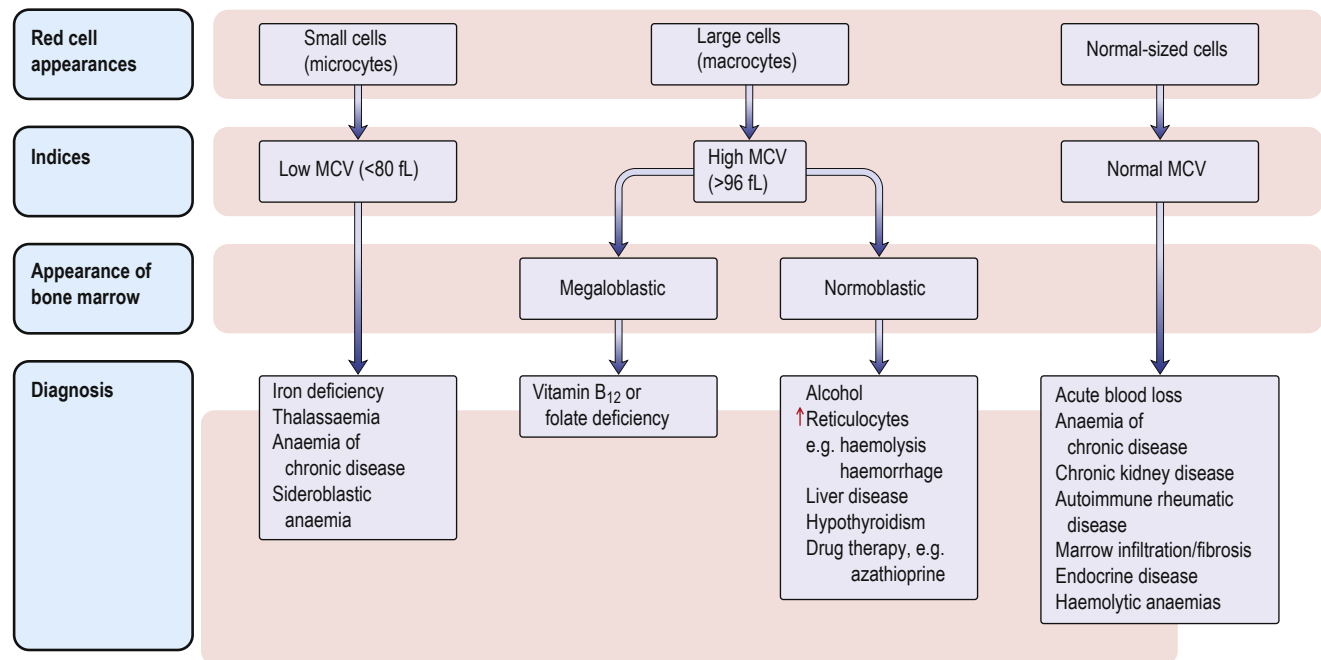 Red cell
appearances
Small cells
(microcytes)
Large cells
(macrocytes)
Normal-sized cells
Indices
Low MCV (<80 fL)
High MCV
(>96 fL)
Normal MCV
Appearance of
bone marrow
Megaloblastic
Normoblastic
Diagnosis
Iron deficiency
Thalassaemia
Anaemia of
chronic disease
Sideroblastic
anaemia
Vitamin B₁₂ or
folate deficiency
Alcohol
↑Reticulocytes
e.g. haemolysis
haemorrhage
Liver disease
Hypothyroidism
Drug therapy, e.g.
azathioprine
Acute blood loss
Anaemia of
chronic disease
Chronic kidney disease
Autoimmune rheumatic
disease
Marrow infiltration/fibrosis
Endocrine disease
Haemolytic anaemias